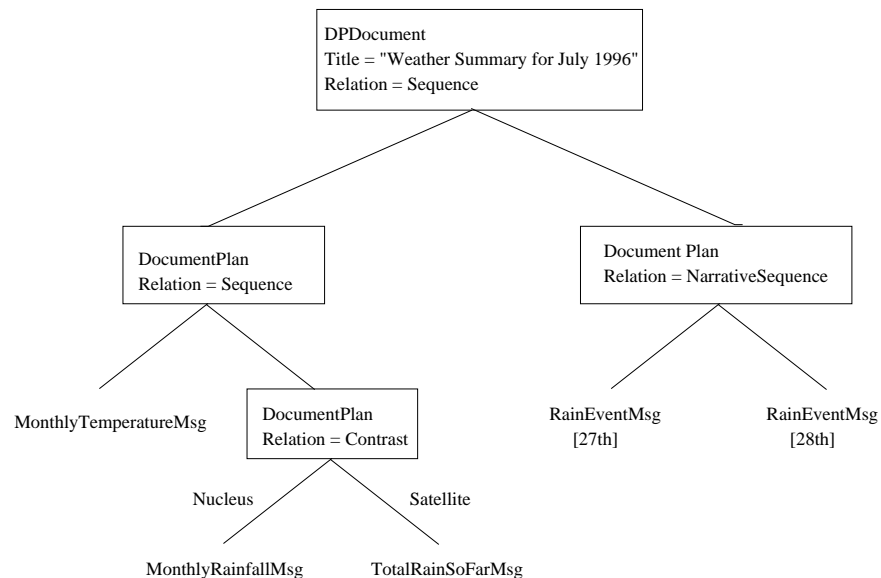 DPDocument
Title = "Weather Summary for July 1996"
Relation = Sequence
DocumentPlan
Relation = Sequence
Document Plan
Relation = NarrativeSequence
MonthlyTemperatureMsg
DocumentPlan
Relation = Contrast
RainEventMsg
[27th]
RainEventMsg
[28th]
Nucleus
Satellite
MonthlyRainfallMsg
TotalRainSoFarMsg